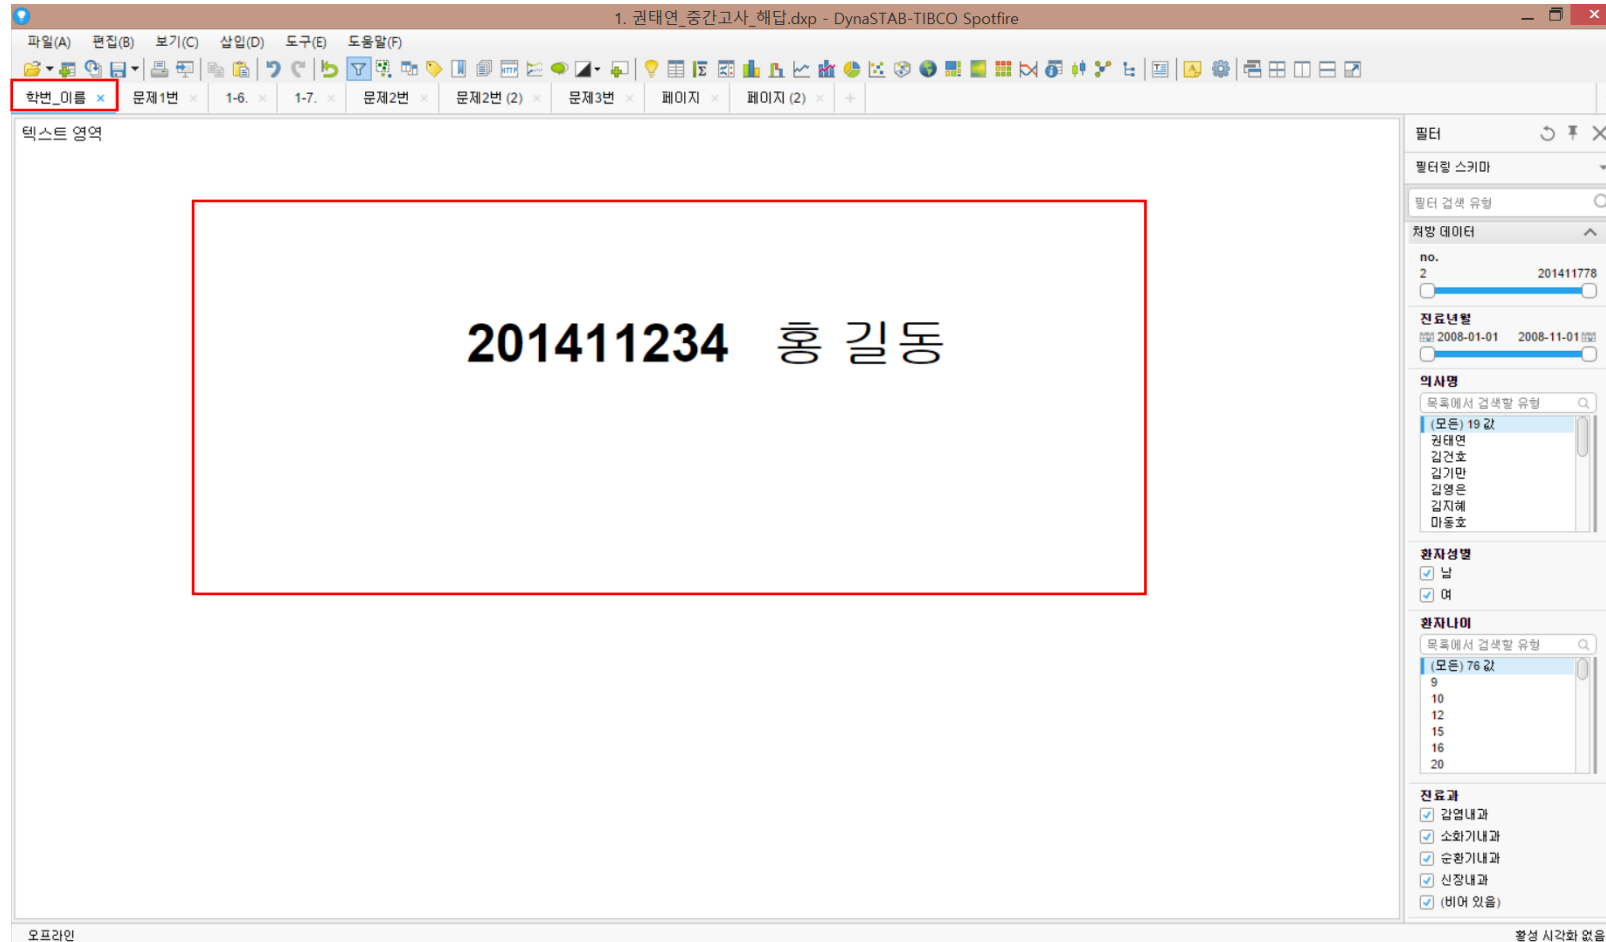 1. 권태연_중간고사_해답.dxp - DynaSTAB-TIBCO Spotfire
파일(A) 편집(B) 보기(C) 삽입(D) 도구(E) 도움말(F)
학번_이름 문제1번 1-6. 1-7. 문제2번 문제2번 (2) 문제3번 페이지 페이지 (2)
텍스트 영역
201411234 홍 길동
필터
필터링 스키마
필터 검색 유형
처방 데이터
no.
2 201411778
진료년월
2008-01-01 2008-11-01
의사명
목록에서 검색할 유형
(모든) 19 값
권태연
김건호
김기만
김영은
김지혜
마동호
환자성별
남
여
환자나이
목록에서 검색할 유형
(모든) 76 값
9
10
12
15
16
20
진료과
감염내과
소화기내과
순환기내과
신장내과
(비어 있음)
오프라인 활성 시각화 없음